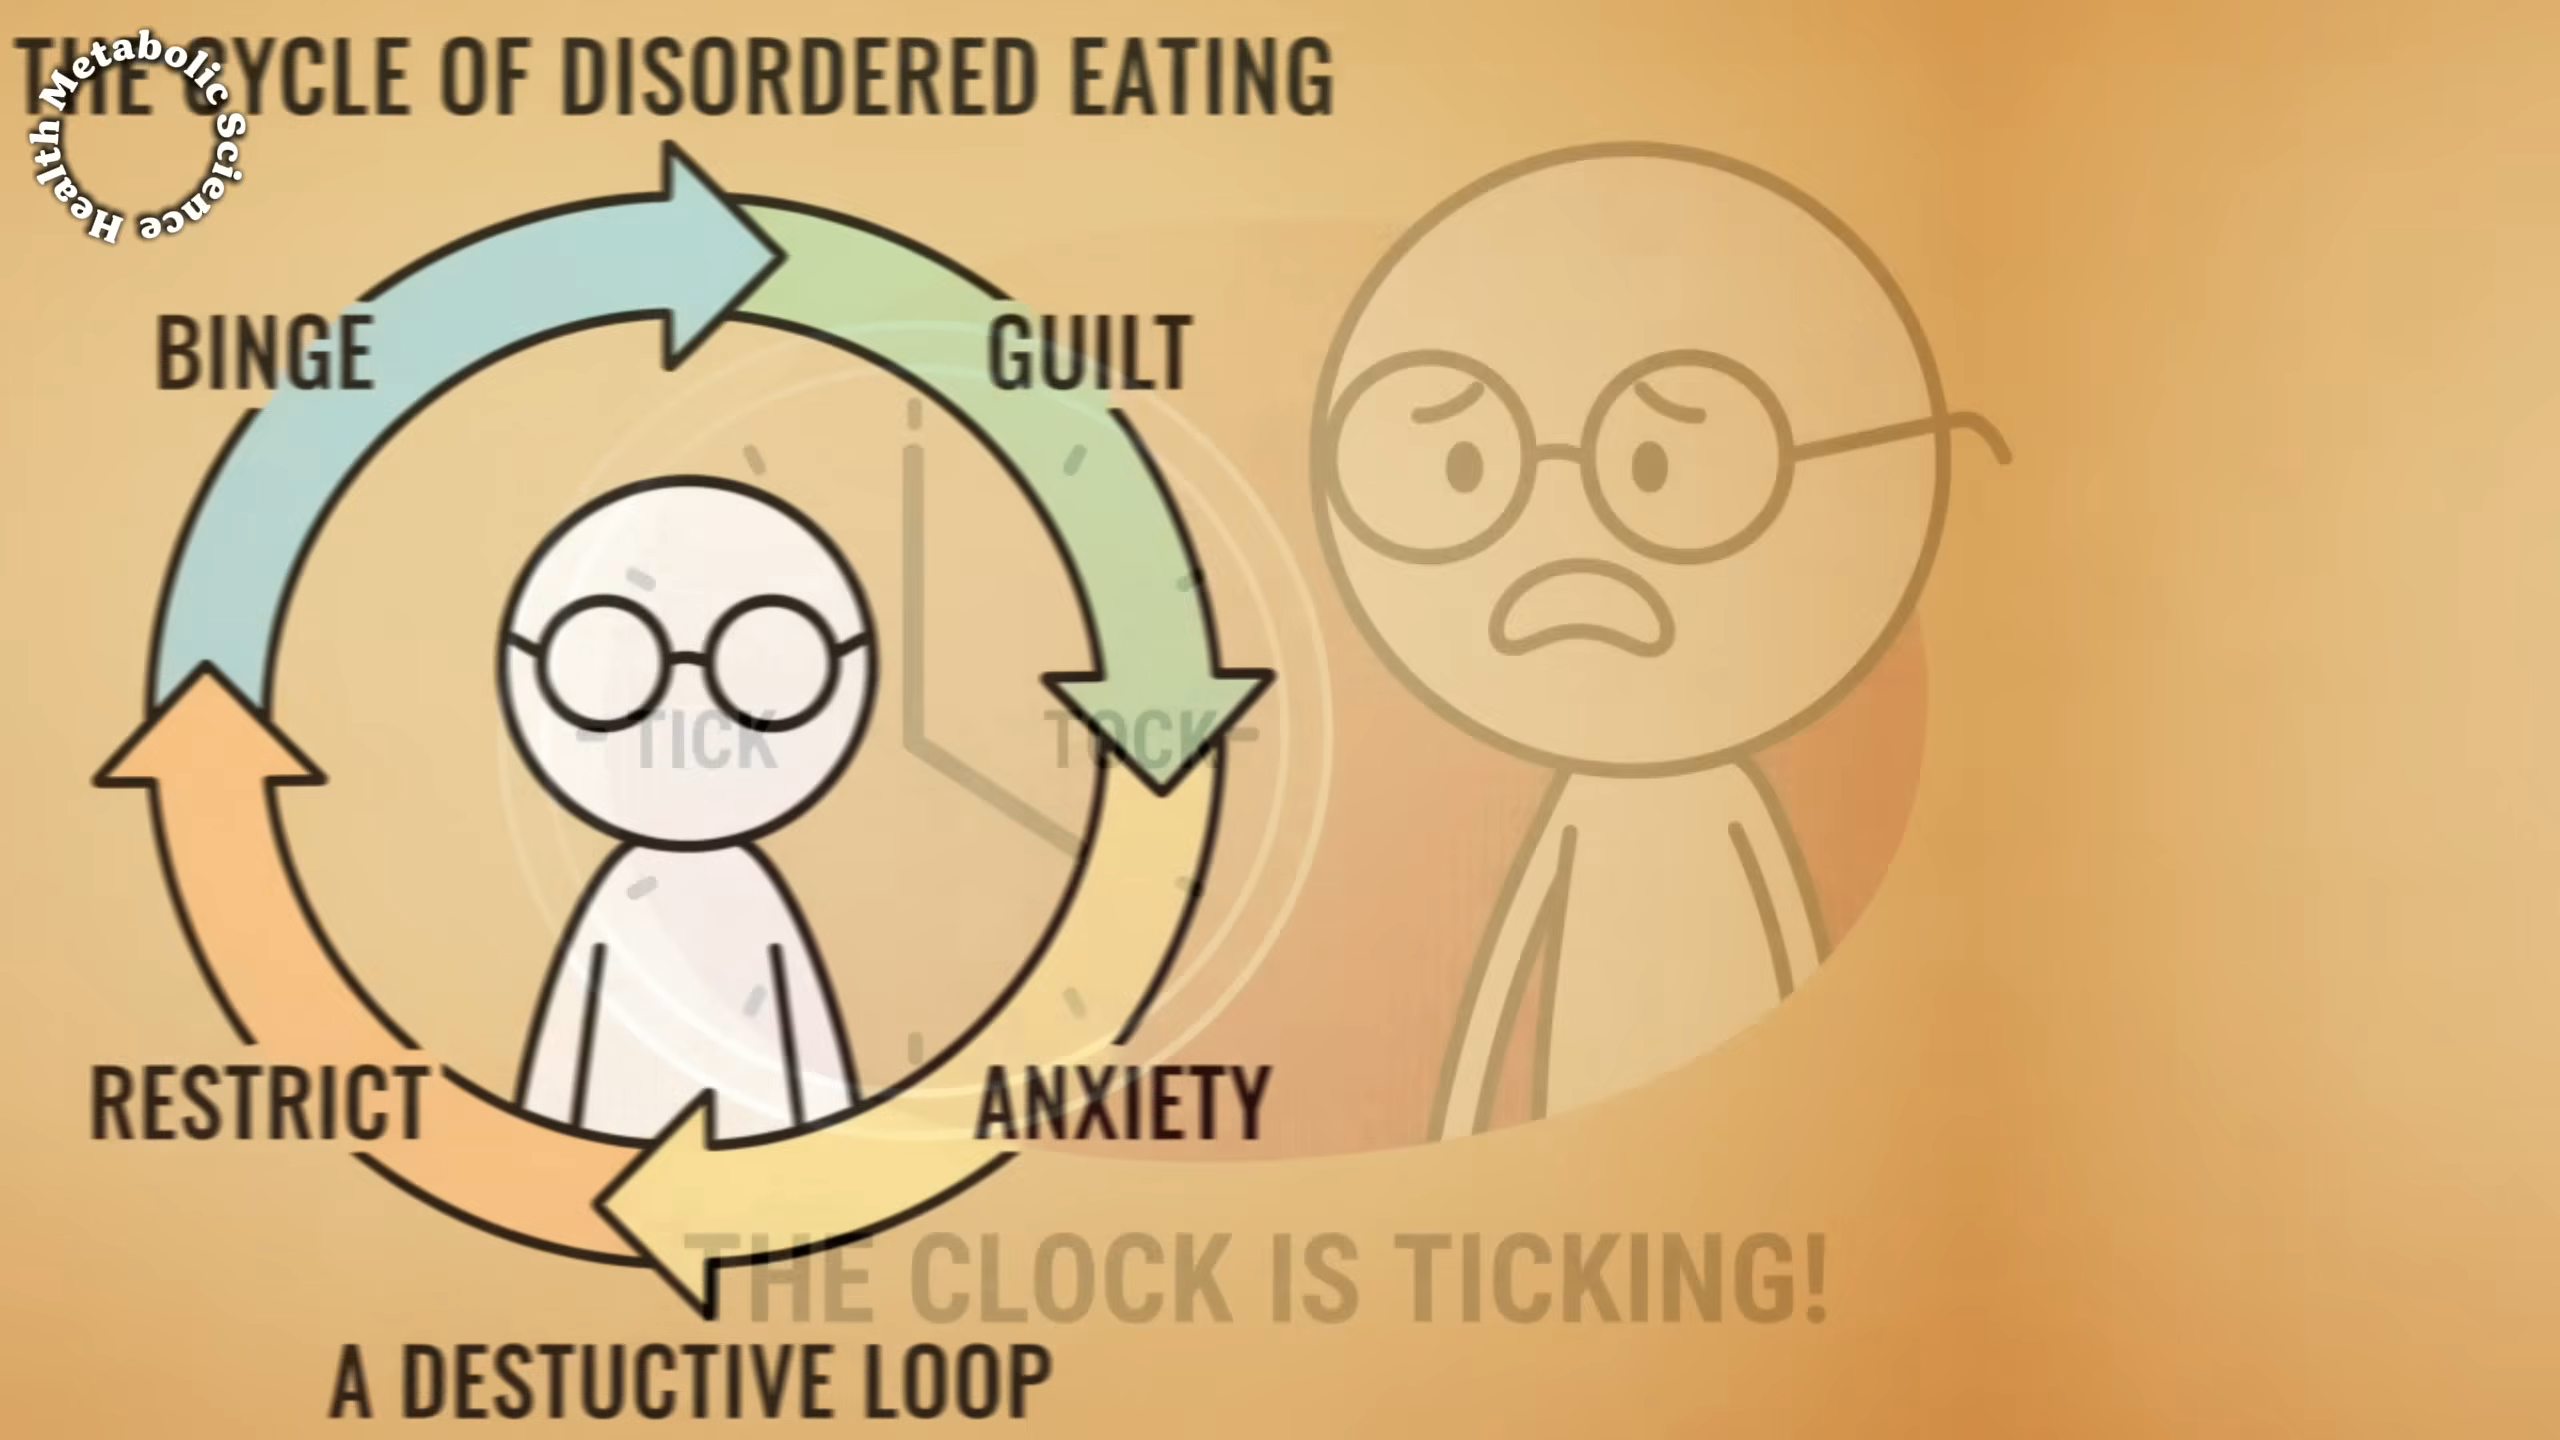 THE CYCLE OF DISORDERED EATING
Metabolic Science Health
BINGE
GUILT
TICK
TOCK
RESTRICT
ANXIETY
THE CLOCK IS TICKING!
A DESTUCTIVE LOOP